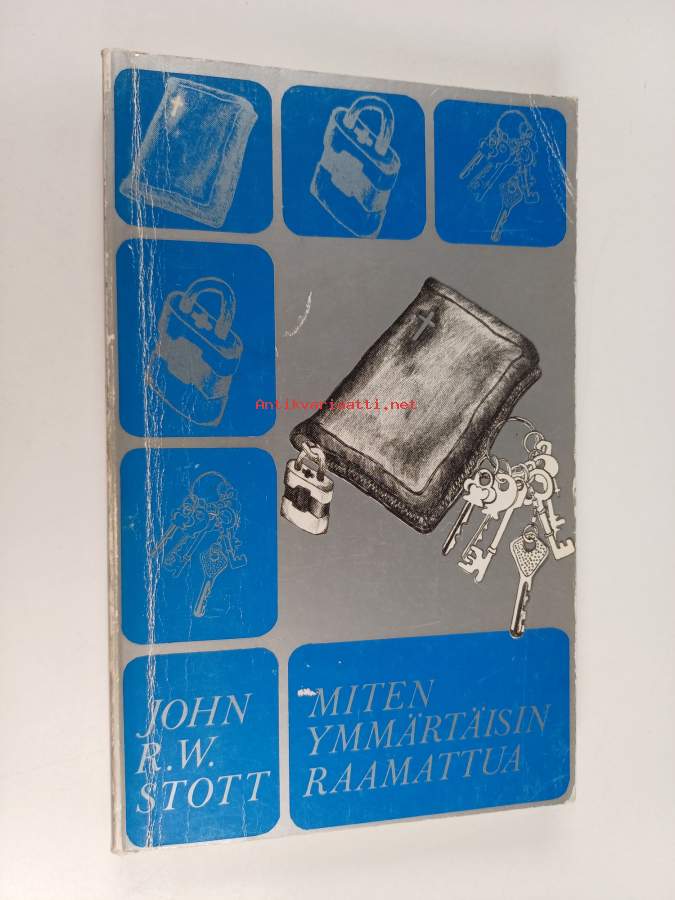 Antikvariaatti.net
JOHN
R.W.
STOTT
MITEN
YMMÄRTÄISIN
RAAMATTUA